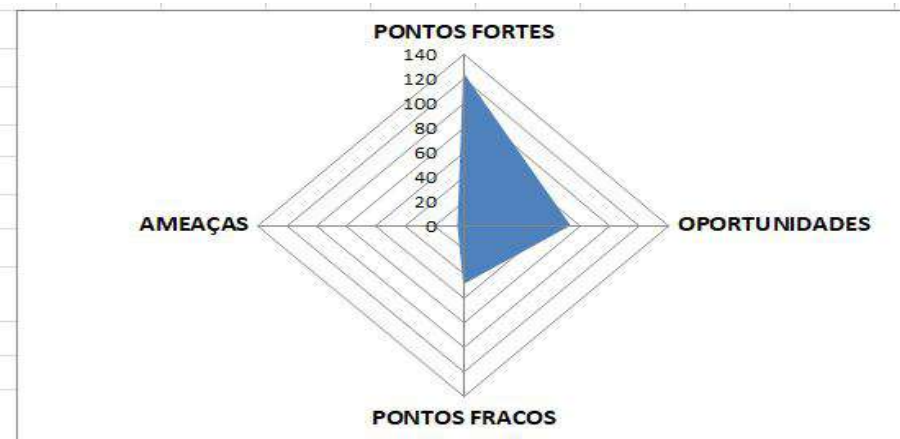 PONTOS FORTES
140
120
100
80
60
40
20
0
AMEAÇAS
OPORTUNIDADES
PONTOS FRACOS